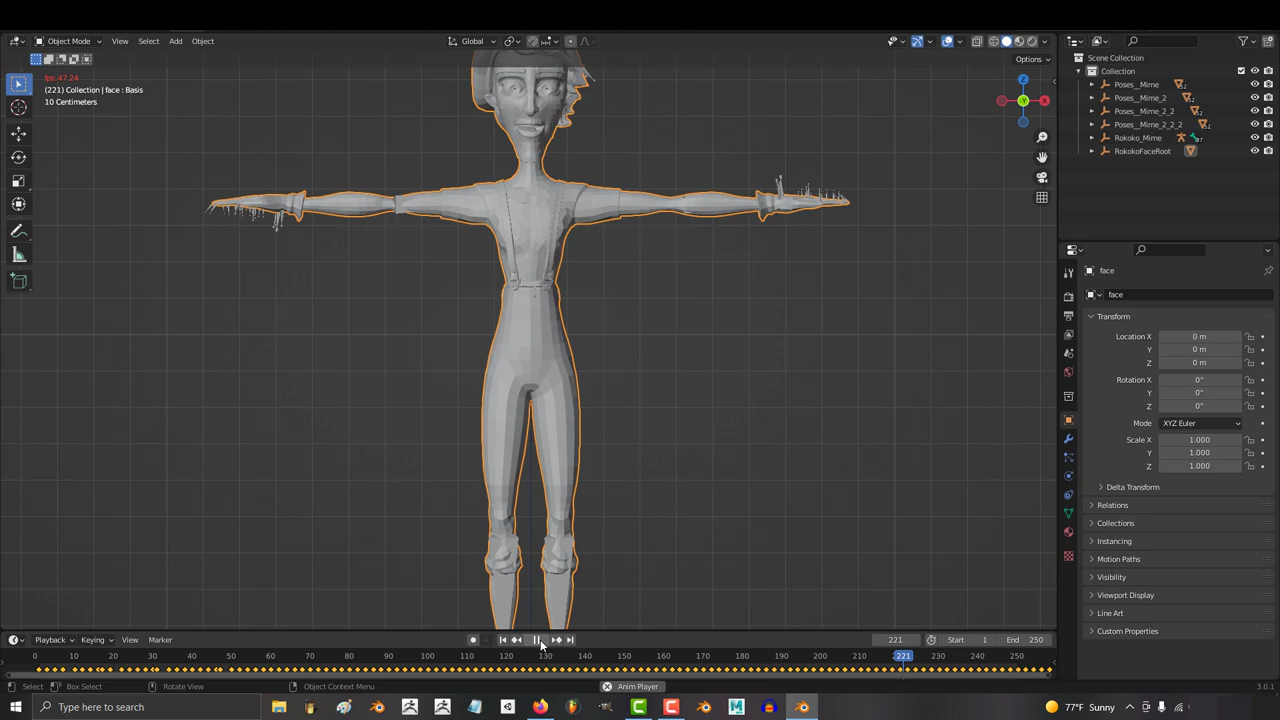 Object Mode View Select Add Object Global
Options
fps: 47.24
(221) Collection | face : Basis
10 Centimeters
X
Y
Z
Scene Collection
Collection
Poses__Mime
Poses__Mime_2
Poses__Mime_2_2
Poses__Mime_2_2_2
Rokoko_Mime
RokokoFaceRoot
face
face
Transform
Location X 0 m
Y 0 m
Z 0 m
Rotation X 0°
Y 0°
Z 0°
Mode XYZ Euler
Scale X 1.000
Y 1.000
Z 1.000
Delta Transform
Relations
Collections
Instancing
Motion Paths
Visibility
Viewport Display
Line Art
Custom Properties
Playback Keying View Marker 221 Start 1 End 250
0 10 20 30 40 50 60 70 80 90 100 110 120 130 140 150 160 170 180 190 200 210 221 230 240 250
Select Box Select Rotate View Object Context Menu Anim Player 3.0.1
Type here to search 77°F Sunny